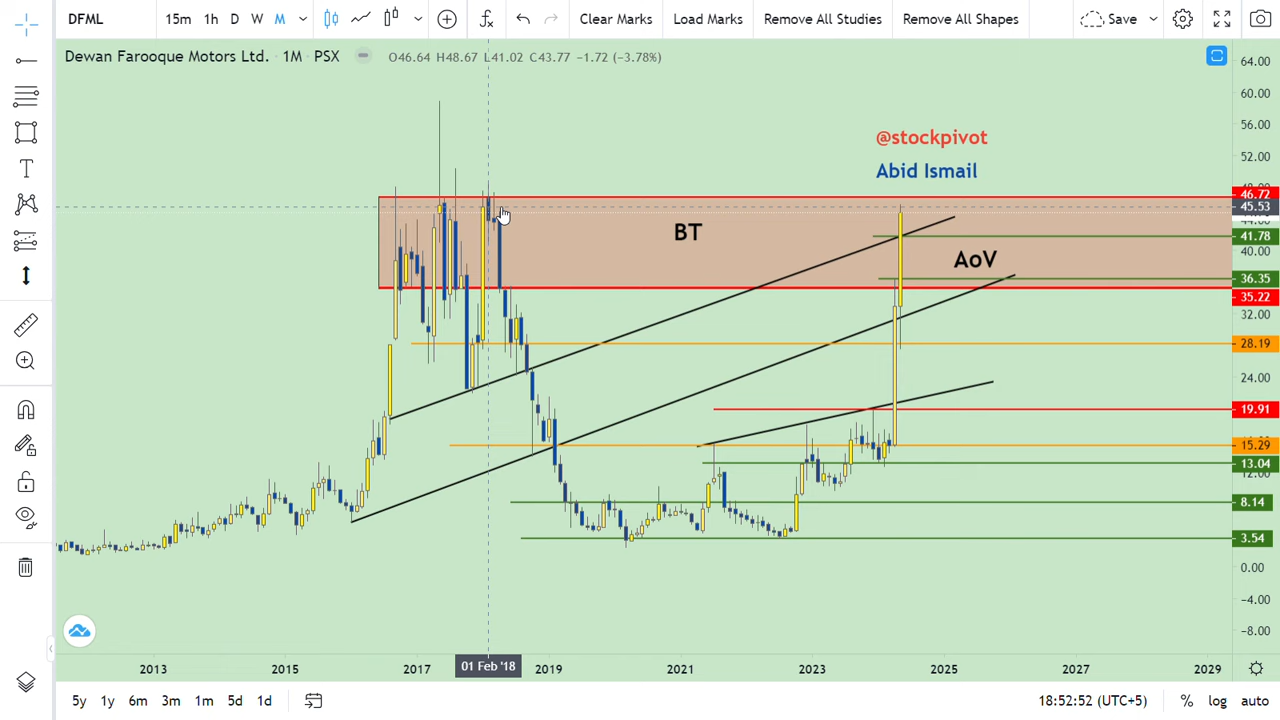 DFML 15m 1h D W M Clear Marks Load Marks Remove All Studies Remove All Shapes Save
Dewan Farooque Motors Ltd. 1M PSX O46.64 H48.67 L41.02 C43.77 −1.72 (−3.78%)
64.00
60.00
56.00
@stockpivot
52.00
Abid Ismail
46.72
45.53
BT
41.78
40.00
AoV
36.35
35.22
32.00
28.19
24.00
19.91
15.29
13.04
8.14
3.54
0.00
−4.00
−8.00
2013 2015 2017 01 Feb '18 2019 2021 2023 2025 2027 2029
5y 1y 6m 3m 1m 5d 1d 18:52:52 (UTC+5) % log auto